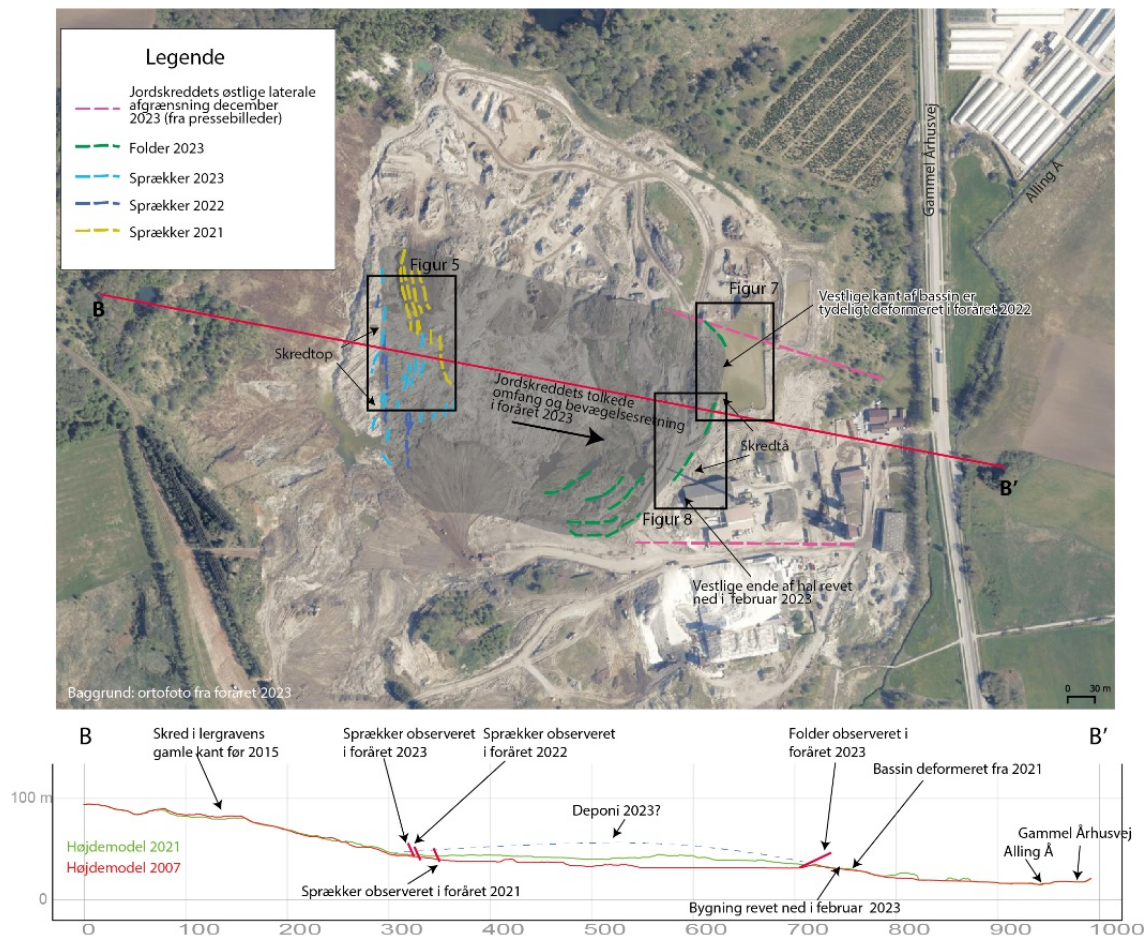 Legende
Jordskreddets østlige laterale
afgrænsning december
2023 (fra pressebilleder)
Folder 2023
Sprækker 2023
Sprækker 2022
Sprækker 2021
Gammel Århusvej
Alling Å
Figur 5
Figur 7
Vestlige kant af bassin er
tydeligt deformeret i foråret 2022
B
Skredtop
Jordskreddets tolkede
omfang og bevægelsesretning
i foråret 2023
Skredtå
B'
Figur 8
Vestlige ende af hal revet
ned i februar 2023
Baggrund: ortofoto fra foråret 2023
0 30 m
B
Skred i lergravens
gamle kant før 2015
Sprækker observeret
i foråret 2023
Sprækker observeret
i foråret 2022
Folder observeret i
foråret 2023
B'
Bassin deformeret fra 2021
100 m
Deponi 2023?
Højdemodel 2021
Højdemodel 2007
Gammel Århusvej
Alling Å
Sprækker observeret i foråret 2021
Bygning revet ned i februar 2023
0
0 100 200 300 400 500 600 700 800 900 1000